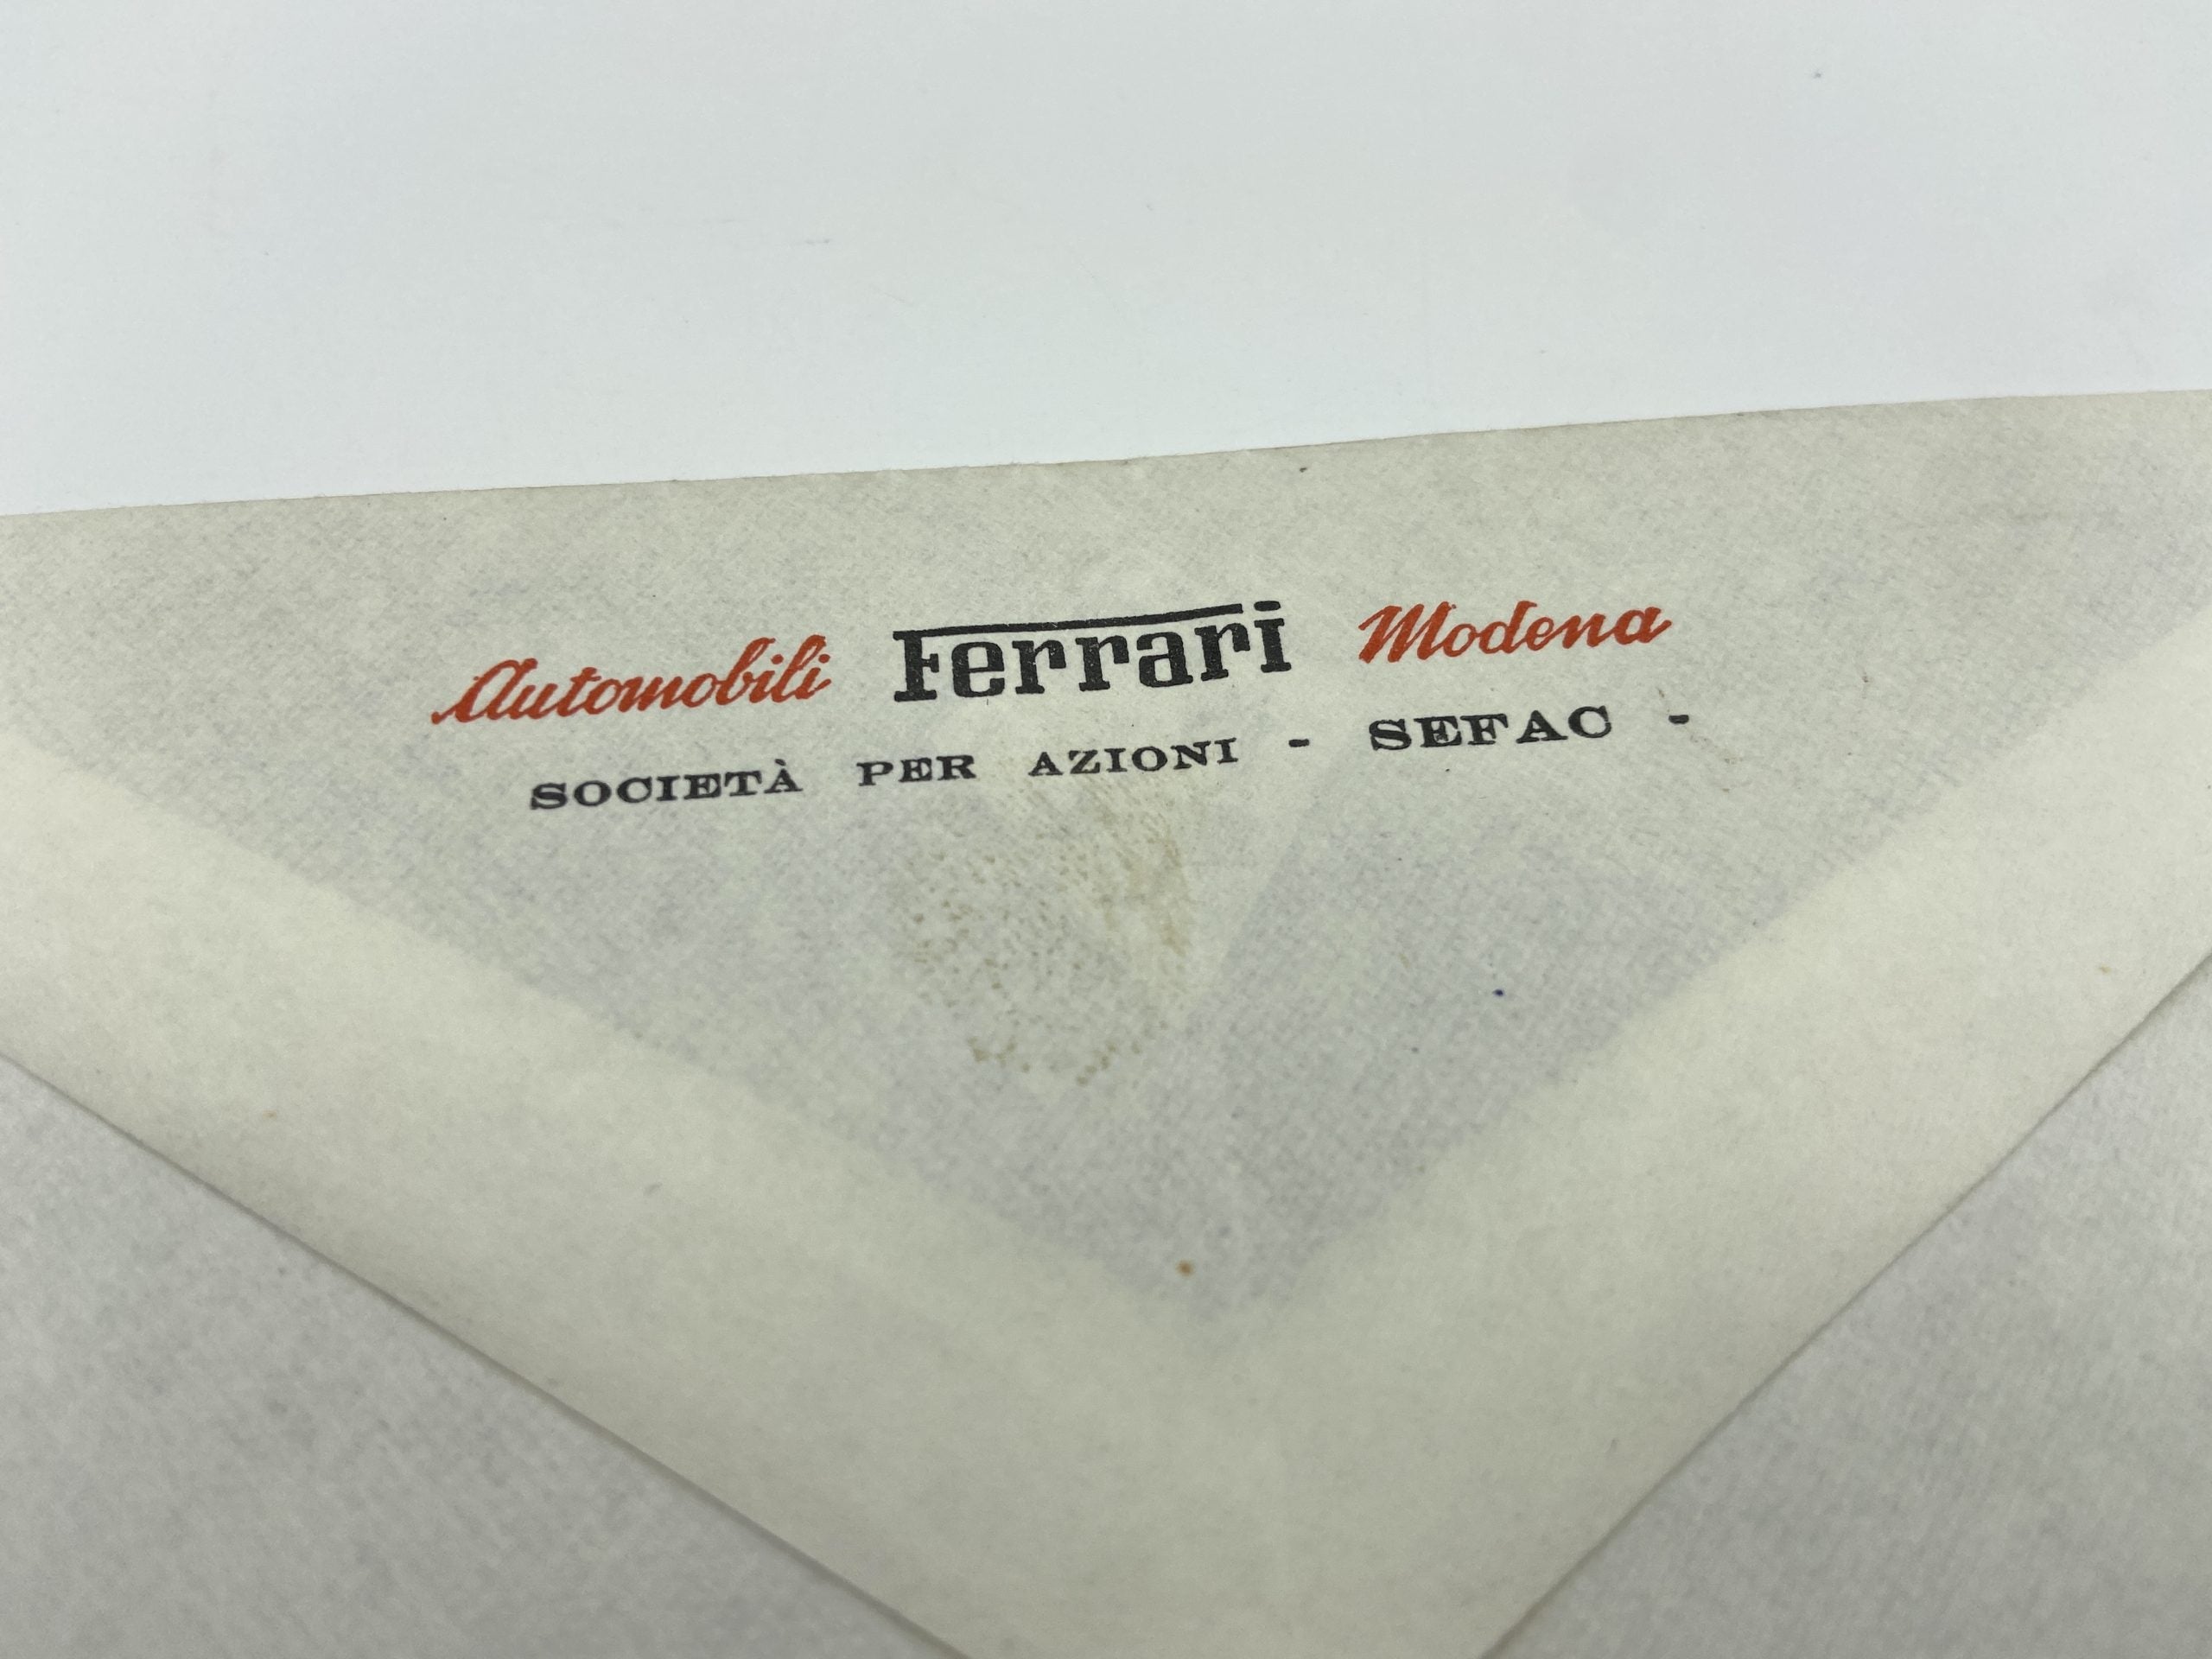 Automobili Ferrari Modena
SOCIETÀ PER AZIONI - SEFAC -